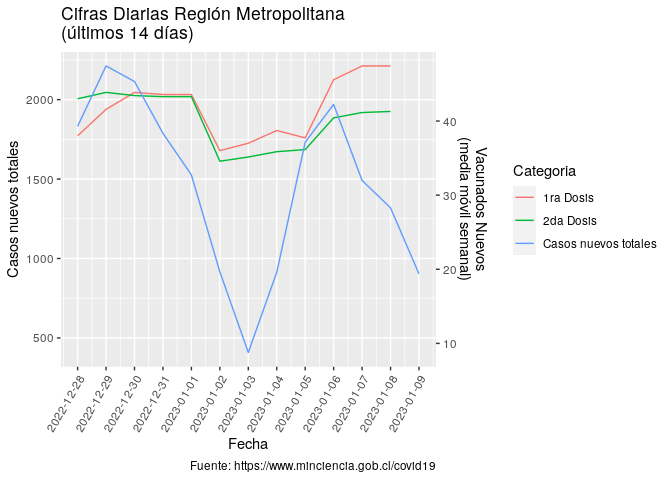 Cifras Diarias Región Metropolitana
(últimos 14 días)
Casos nuevos totales
2000
1500
1000
500
40
30
20
10
Vacunados Nuevos
(media móvil semanal)
2022-12-28
2022-12-29
2022-12-30
2022-12-31
2023-01-01
2023-01-02
2023-01-03
2023-01-04
2023-01-05
2023-01-06
2023-01-07
2023-01-08
2023-01-09
Fecha
Categoria
1ra Dosis
2da Dosis
Casos nuevos totales
Fuente: https://www.minciencia.gob.cl/covid19